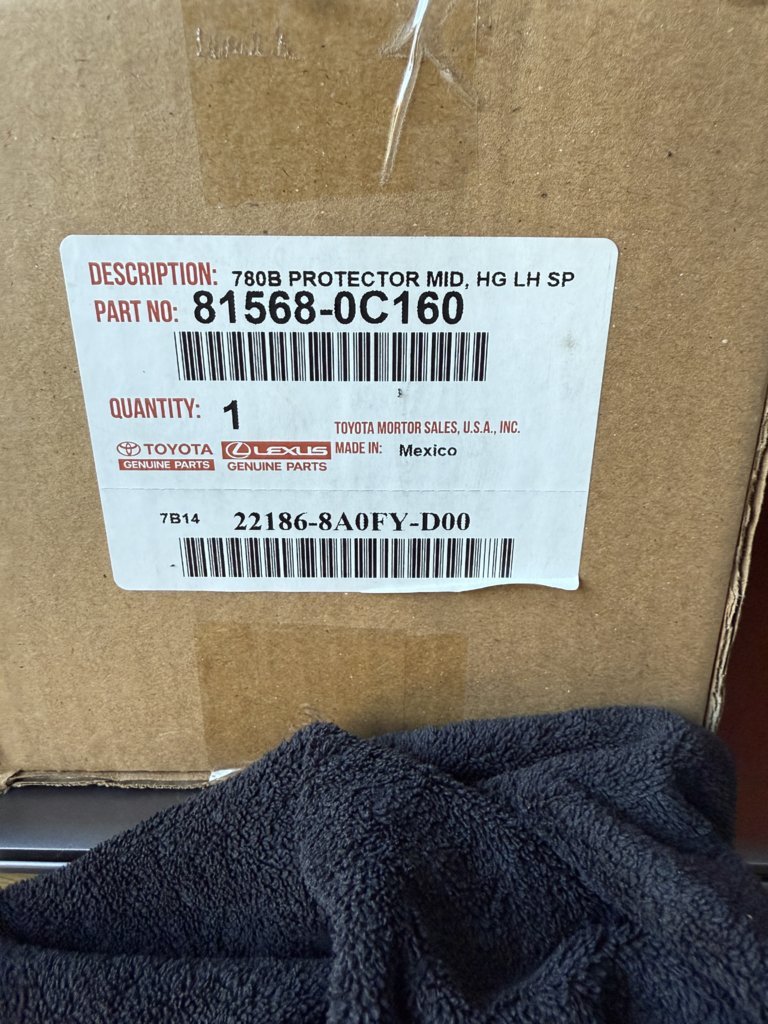 DESCRIPTION: 780B PROTECTOR MID, HG LH SP
PART NO: 81568-0C160
QUANTITY: 1
TOYOTA MORTOR SALES, U.S.A., INC.
TOYOTA LEXUS MADE IN: Mexico
GENUINE PARTS GENUINE PARTS
7B14 22186-8A0FY-D00